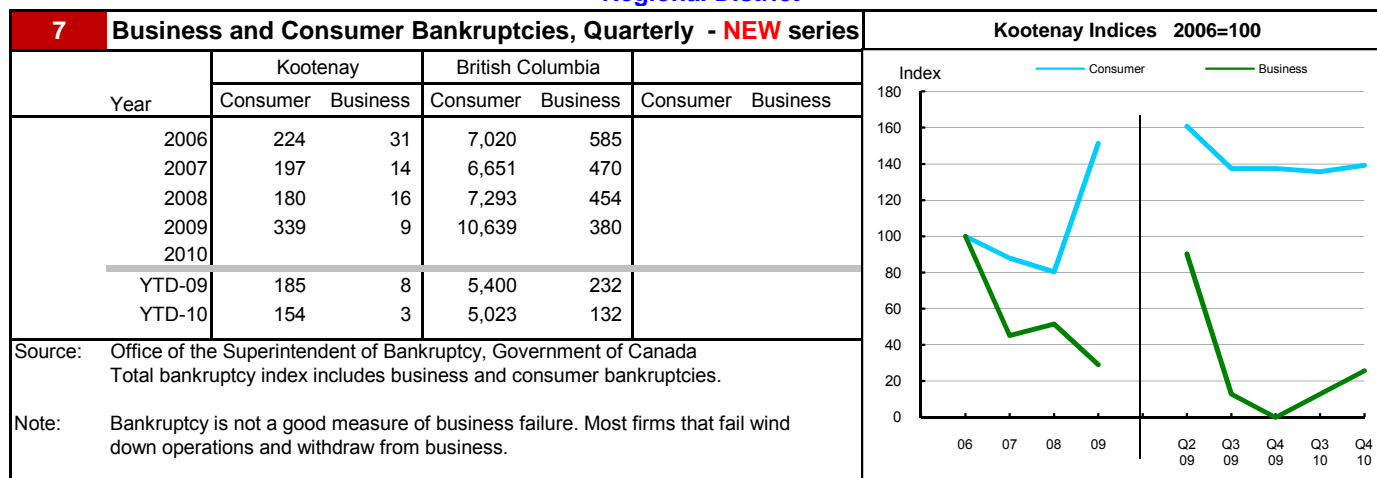 Regional District
7 Business and Consumer Bankruptcies, Quarterly - NEW series
Kootenay British Columbia
Year Consumer Business Consumer Business Consumer Business
2006 224 31 7,020 585
2007 197 14 6,651 470
2008 180 16 7,293 454
2009 339 9 10,639 380
2010
YTD-09 185 8 5,400 232
YTD-10 154 3 5,023 132
Source: Office of the Superintendent of Bankruptcy, Government of Canada
Total bankruptcy index includes business and consumer bankruptcies.
Note: Bankruptcy is not a good measure of business failure. Most firms that fail wind
down operations and withdraw from business.
Kootenay Indices 2006=100
Index Consumer Business
180
160
140
120
100
80
60
40
20
0
06 07 08 09 Q2 Q3 Q4 Q3 Q4
09 09 09 10 10